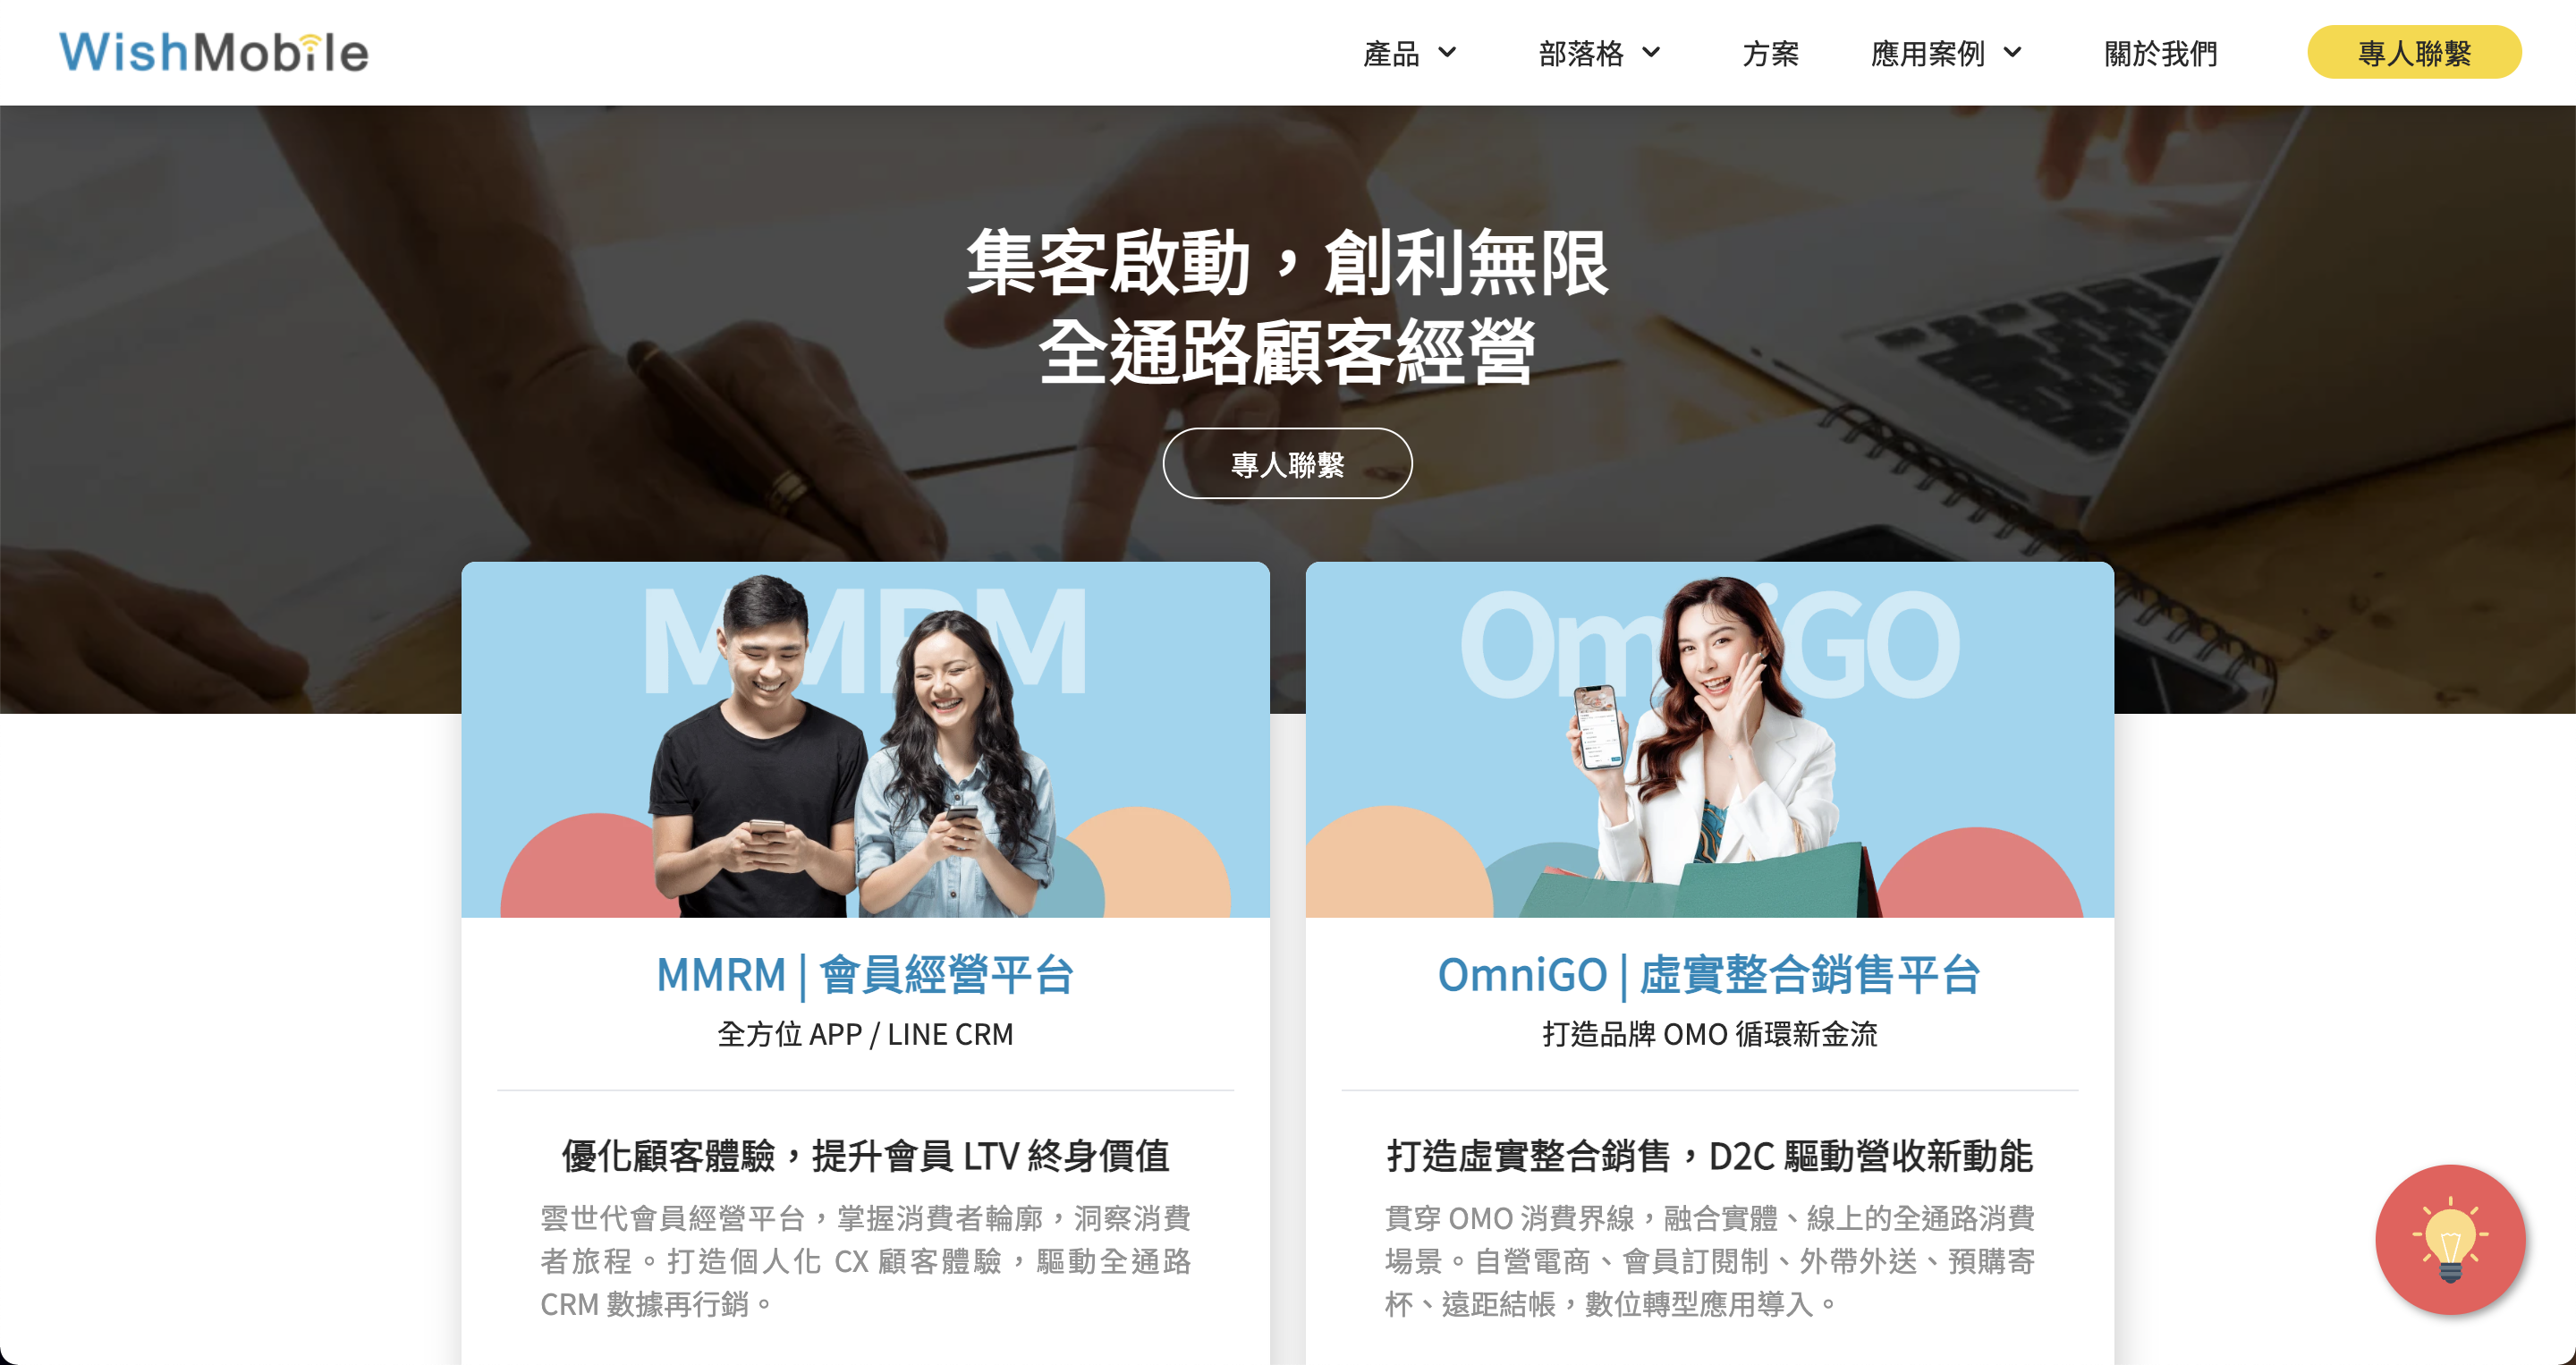 WishMobile
產品
部落格
方案
應用案例
關於我們
專人聯繫
集客啟動，創利無限
全通路顧客經營
專人聯繫
MMRM
OmniGO
MMRM | 會員經營平台
全方位 APP / LINE CRM
優化顧客體驗，提升會員 LTV 終身價值
雲世代會員經營平台，掌握消費者輪廓，洞察消費
者旅程。打造個人化 CX 顧客體驗，驅動全通路
CRM 數據再行銷。
OmniGO | 虛實整合銷售平台
打造品牌 OMO 循環新金流
打造虛實整合銷售，D2C 驅動營收新動能
貫穿 OMO 消費界線，融合實體、線上的全通路消費
場景。自營電商、會員訂閱制、外帶外送、預購寄
杯、遠距結帳，數位轉型應用導入。